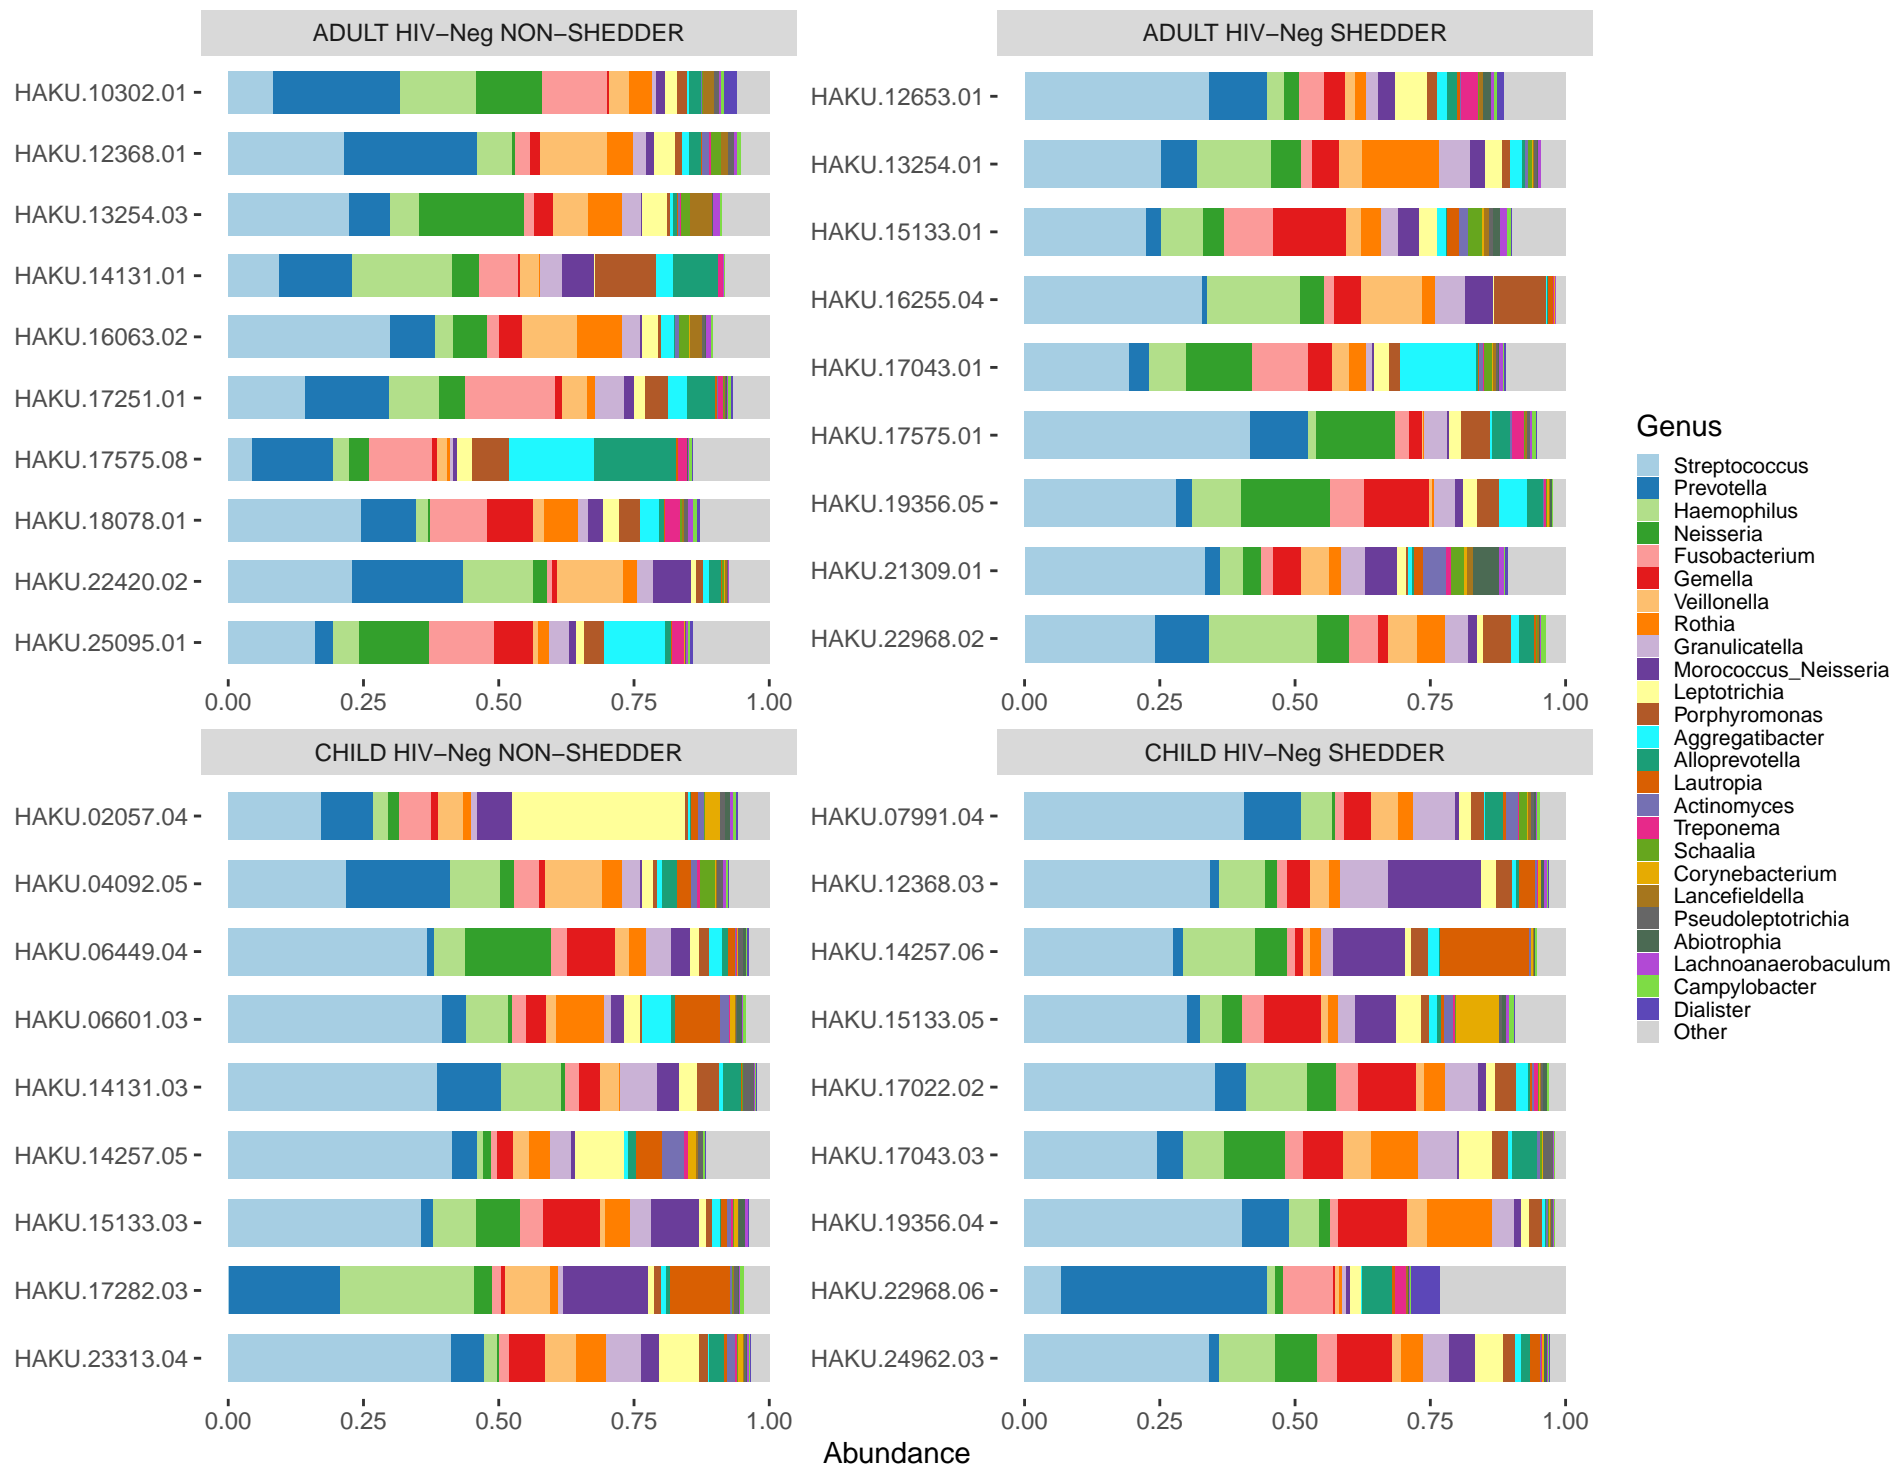 ADULT HIV−Neg NON−SHEDDER
HAKU.10302.01
HAKU.12368.01
HAKU.13254.03
HAKU.14131.01
HAKU.16063.02
HAKU.17251.01
HAKU.17575.08
HAKU.18078.01
HAKU.22420.02
HAKU.25095.01
0.00 0.25 0.50 0.75 1.00
ADULT HIV−Neg SHEDDER
HAKU.12653.01
HAKU.13254.01
HAKU.15133.01
HAKU.16255.04
HAKU.17043.01
HAKU.17575.01
HAKU.19356.05
HAKU.21309.01
HAKU.22968.02
0.00 0.25 0.50 0.75 1.00
CHILD HIV−Neg NON−SHEDDER
HAKU.02057.04
HAKU.04092.05
HAKU.06449.04
HAKU.06601.03
HAKU.14131.03
HAKU.14257.05
HAKU.15133.03
HAKU.17282.03
HAKU.23313.04
0.00 0.25 0.50 0.75 1.00
CHILD HIV−Neg SHEDDER
HAKU.07991.04
HAKU.12368.03
HAKU.14257.06
HAKU.15133.05
HAKU.17022.02
HAKU.17043.03
HAKU.19356.04
HAKU.22968.06
HAKU.24962.03
0.00 0.25 0.50 0.75 1.00
Abundance
Genus
Streptococcus
Prevotella
Haemophilus
Neisseria
Fusobacterium
Gemella
Veillonella
Rothia
Granulicatella
Morococcus_Neisseria
Leptotrichia
Porphyromonas
Aggregatibacter
Alloprevotella
Lautropia
Actinomyces
Treponema
Schaalia
Corynebacterium
Lancefieldella
Pseudoleptotrichia
Abiotrophia
Lachnoanaerobaculum
Campylobacter
Dialister
Other